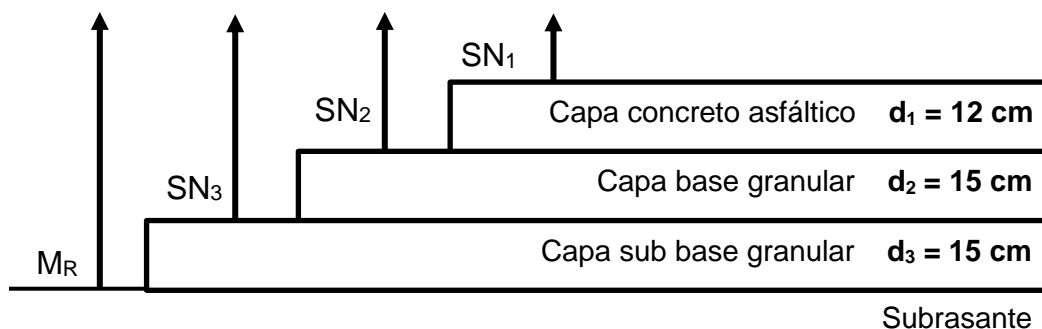 SN₁
Capa concreto asfáltico d₁ = 12 cm
SN₂
Capa base granular d₂ = 15 cm
SN₃
Capa sub base granular d₃ = 15 cm
M_R
Subrasante